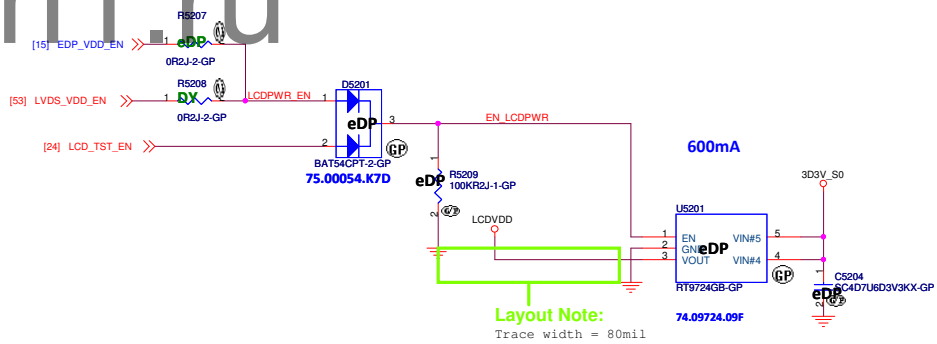 R5207
[15] EDP_VDD_EN
1
eDP
0R2J-2-GP
R5208
[53] LVDS_VDD_EN
1
DY
LCDPWR_EN
0R2J-2-GP
[24] LCD_TST_EN
D5201
1
2
3
eDP
GP
BAT54CPT-2-GP
75.00054.K7D
EN_LCDPWR
1
eDP
R5209
100KR2J-1-GP
2
LCDVDD
600mA
3D3V_S0
U5201
1 EN VIN#5 5
2 GND eDP
3 VOUT VIN#4 4
GP
RT9724GB-GP
74.09724.09F
1
C5204
eDP
SC4D7U6D3V3KX-GP
2
Layout Note:
Trace width = 80mil